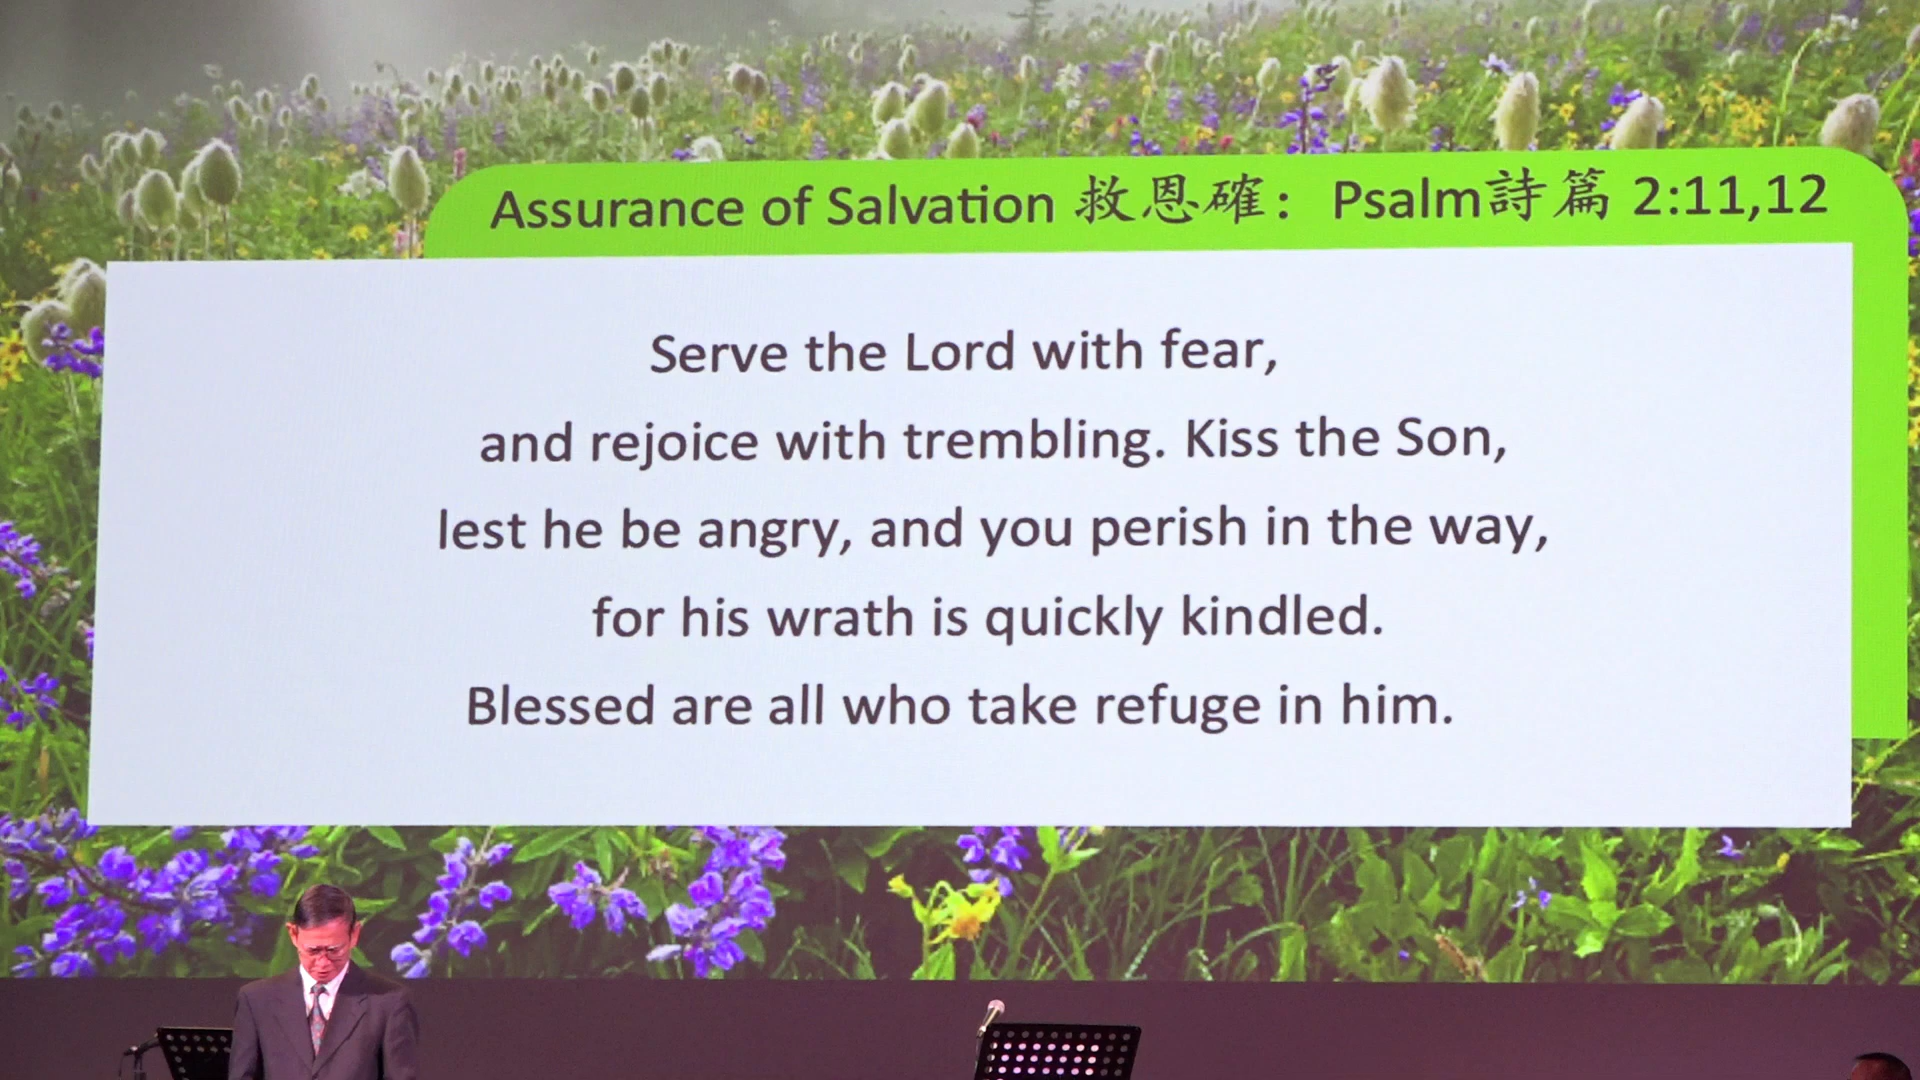 Assurance of Salvation 救恩確: Psalm詩篇 2:11,12
Serve the Lord with fear,
and rejoice with trembling. Kiss the Son,
lest he be angry, and you perish in the way,
for his wrath is quickly kindled.
Blessed are all who take refuge in him.